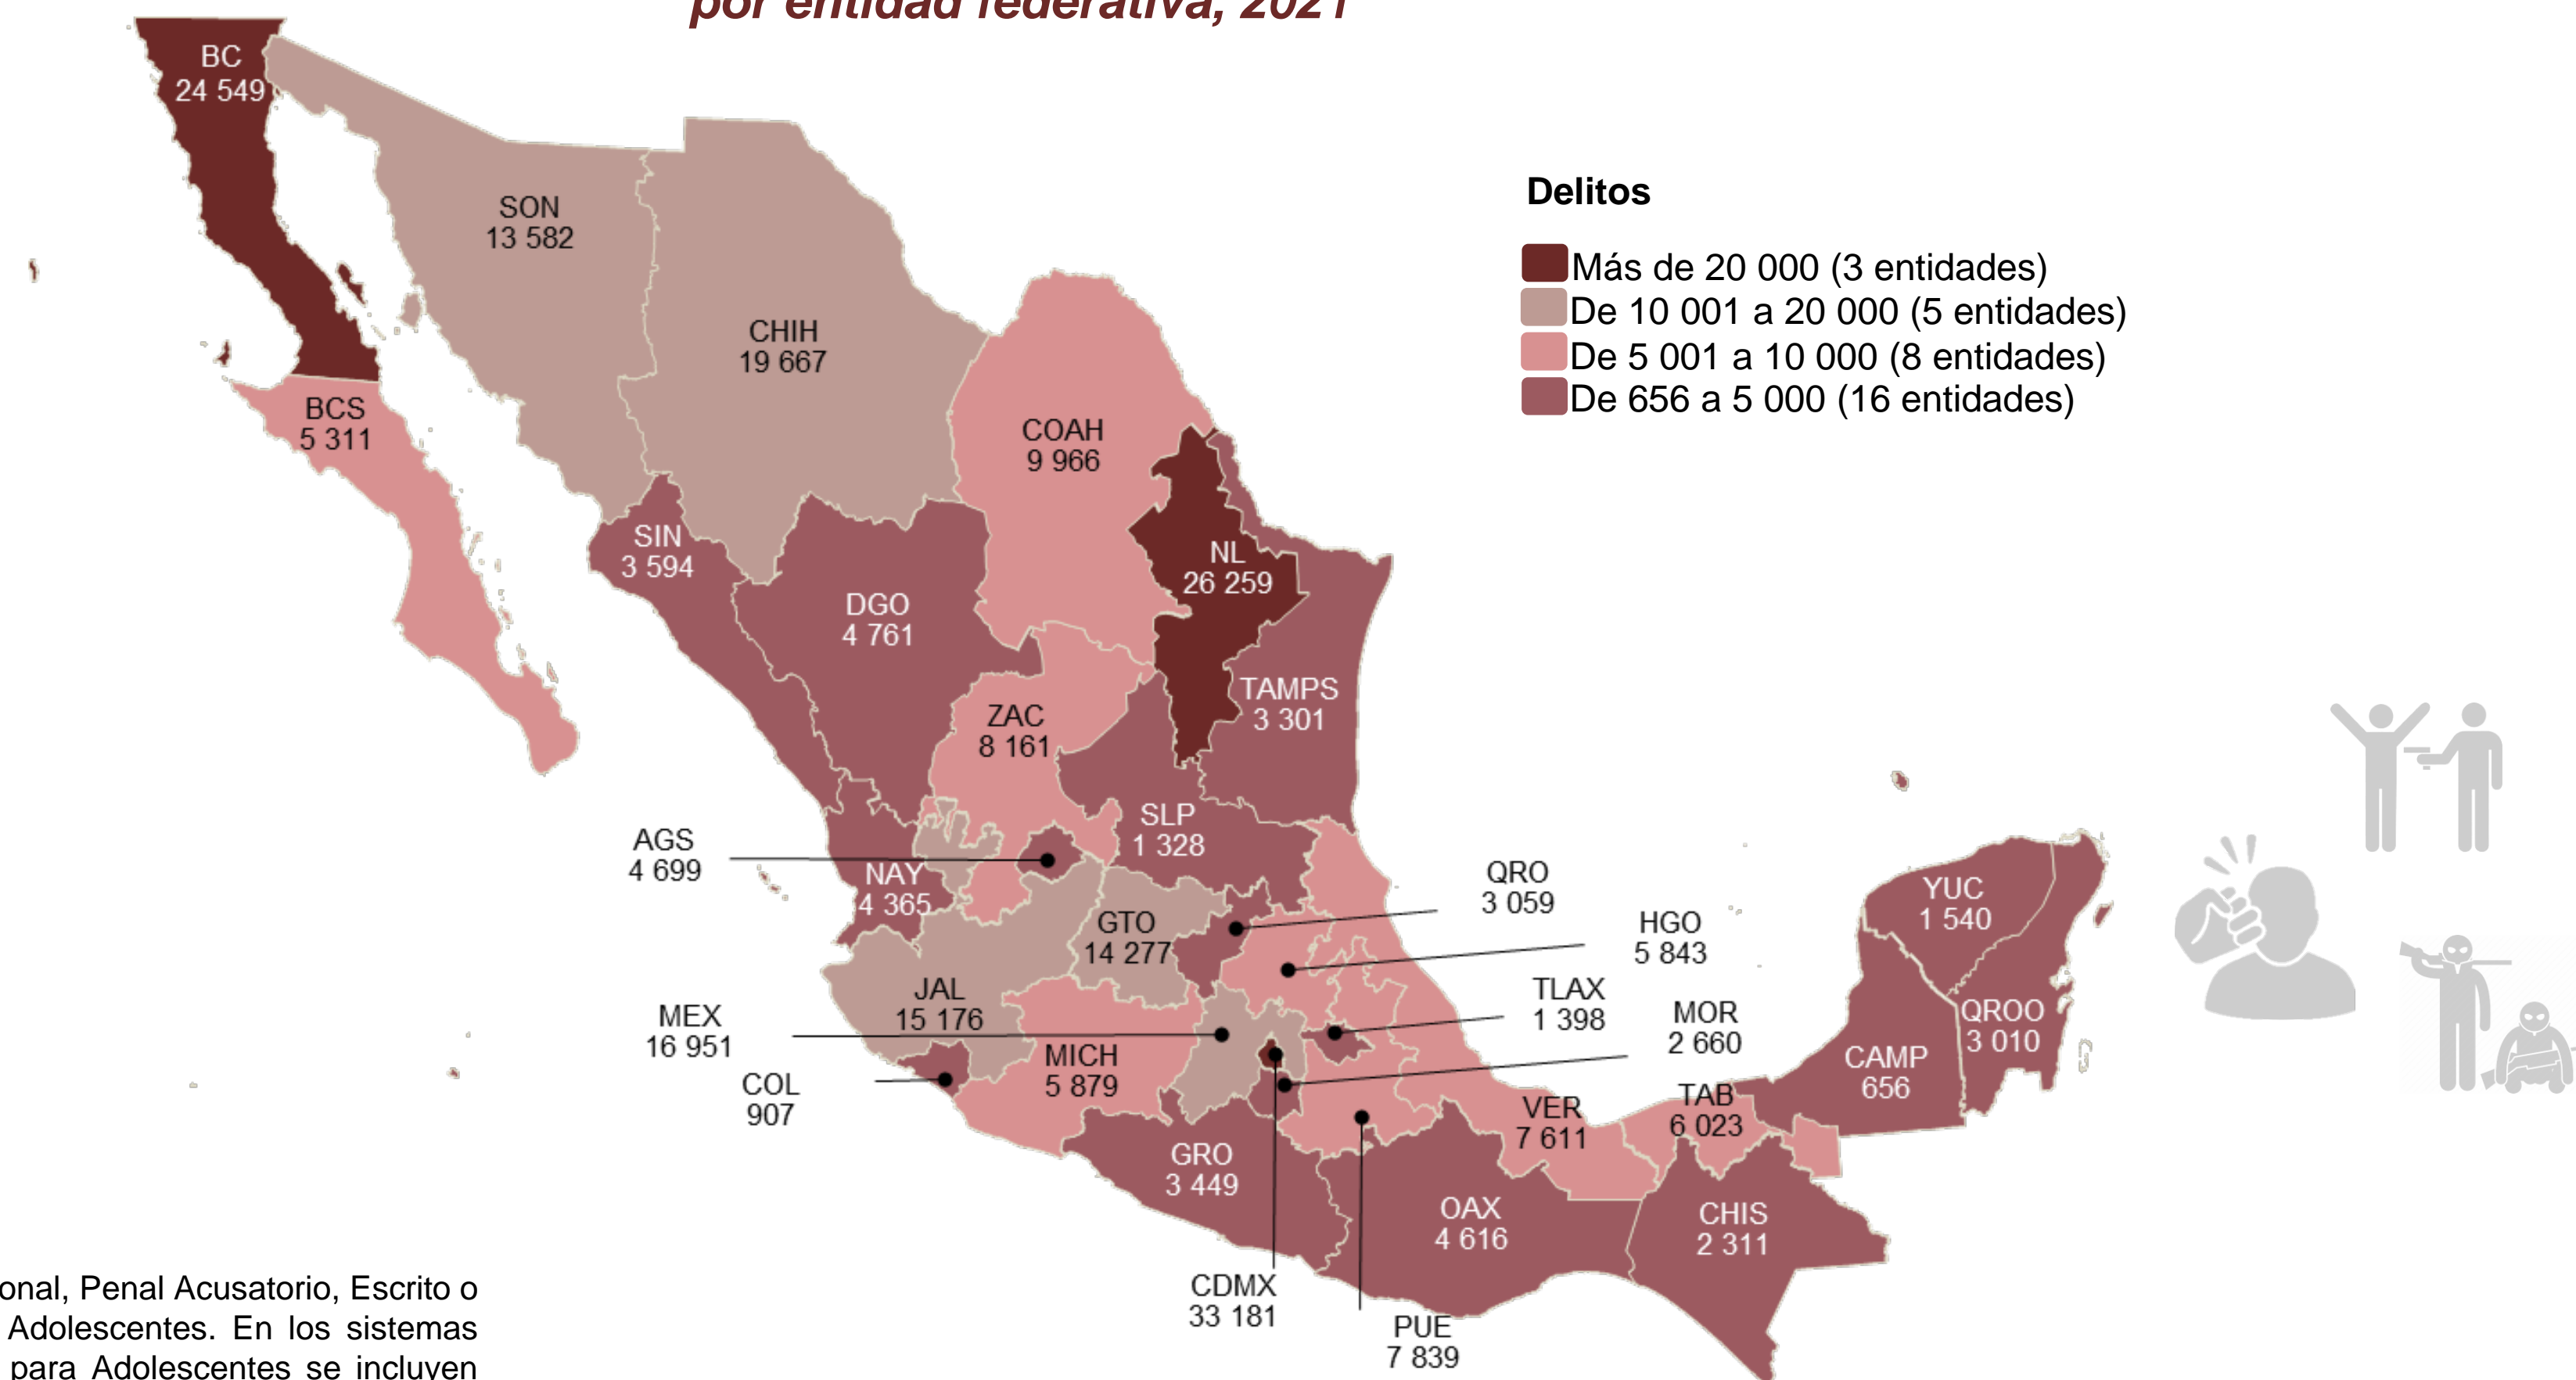 por entidad federativa, 2021
BC
24 549
SON
13 582
CHIH
19 667
Delitos
Más de 20 000 (3 entidades)
De 10 001 a 20 000 (5 entidades)
De 5 001 a 10 000 (8 entidades)
De 656 a 5 000 (16 entidades)
BCS
5 311
COAH
9 966
SIN
3 594
NL
26 259
DGO
4 761
TAMPS
3 301
ZAC
8 161
SLP
1 328
AGS
4 699
NAY
4 365
QRO
3 059
YUC
1 540
GTO
14 277
HGO
5 843
JAL
15 176
TLAX
1 398
MEX
16 951
MOR
2 660
QROO
3 010
MICH
5 879
CAMP
656
COL
907
VER
7 611
TAB
6 023
GRO
3 449
OAX
4 616
CHIS
2 311
CDMX
33 181
PUE
7 839
onal, Penal Acusatorio, Escrito o
Adolescentes. En los sistemas
para Adolescentes se incluyen